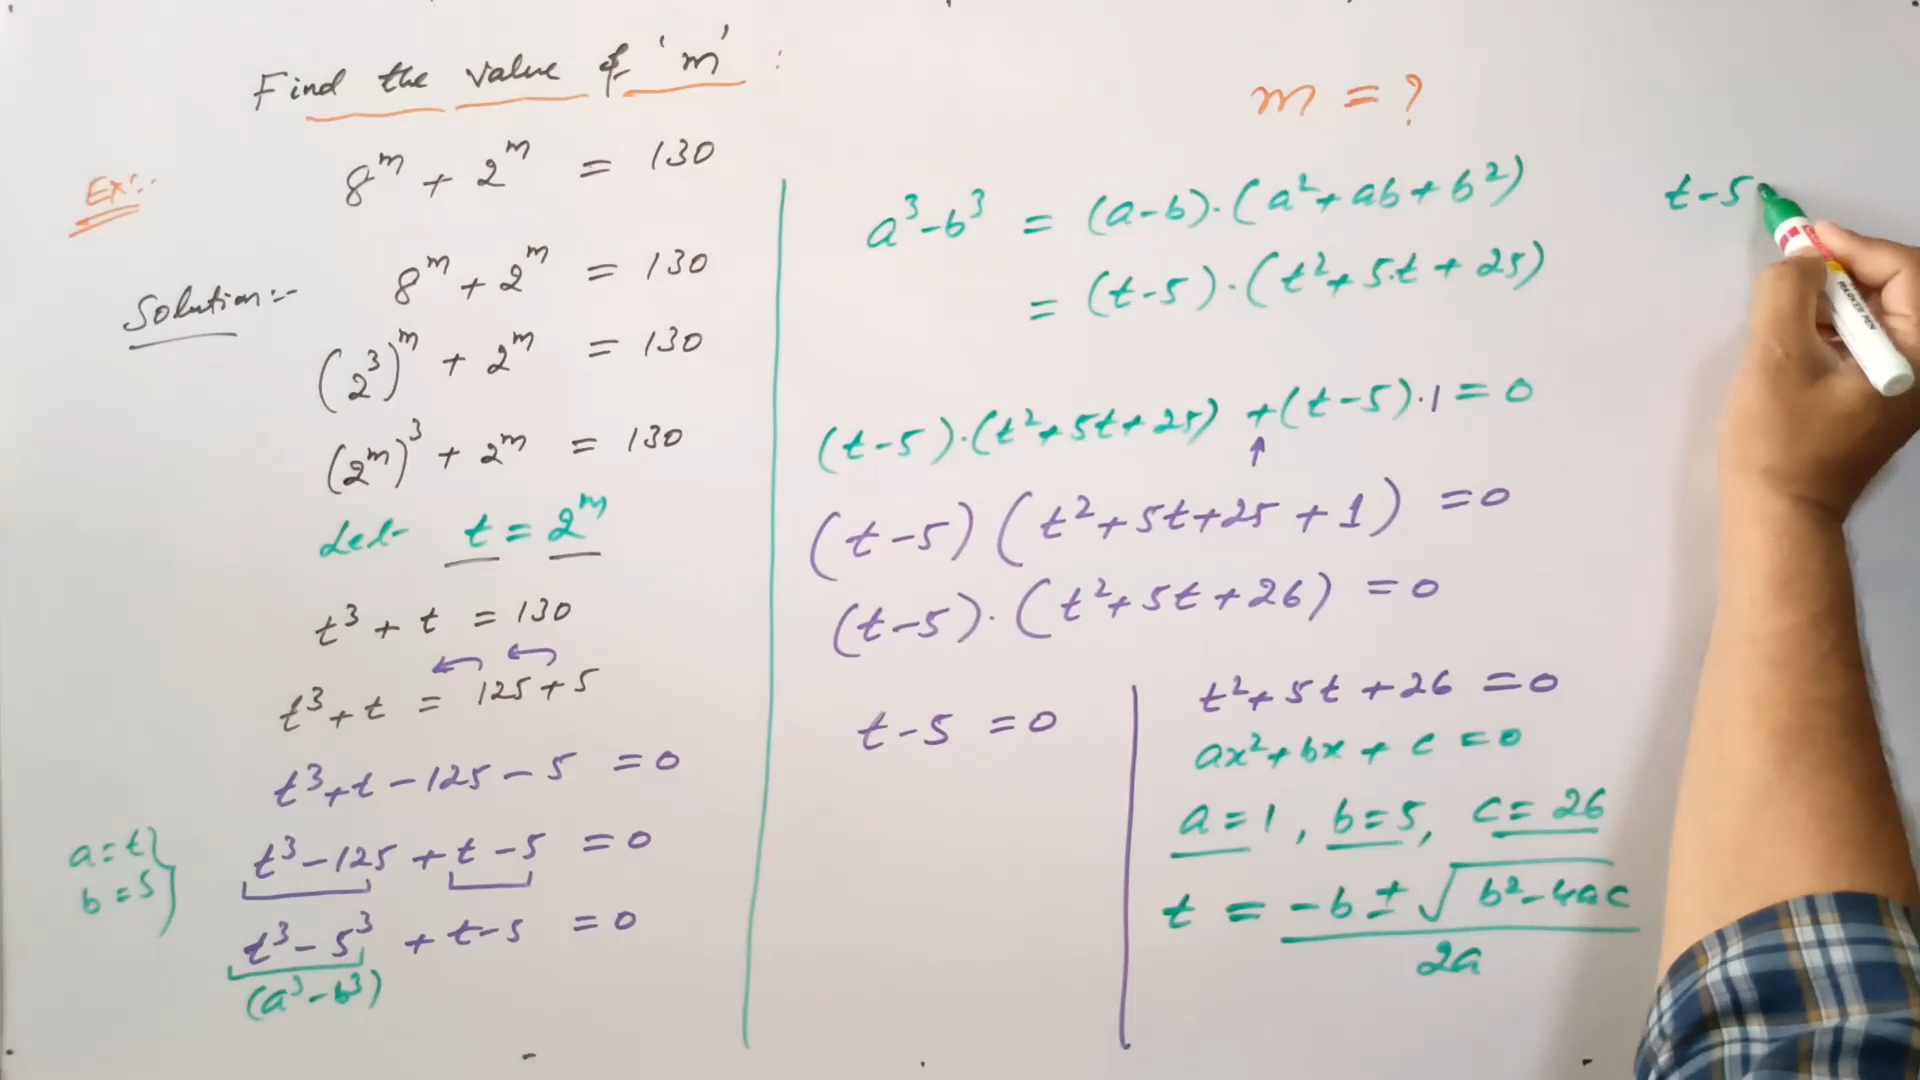 Find the value of 'm' :
Ex:-
8^m + 2^m = 130
Solution:-
8^m + 2^m = 130
(2^3)^m + 2^m = 130
(2^m)^3 + 2^m = 130
Let t = 2^m
t^3 + t = 130
t^3 + t = 125 + 5
t^3 + t - 125 - 5 = 0
t^3 - 125 + t - 5 = 0
a = t
b = 5 }
t^3 - 5^3 + t - 5 = 0
(a^3 - b^3)
m = ?
a^3 - b^3 = (a-b)·(a^2 + ab + b^2)
= (t-5)·(t^2 + 5·t + 25)
(t-5)·(t^2 + 5t + 25) + (t-5)·1 = 0
↑
(t-5) (t^2 + 5t + 25 + 1) = 0
(t-5)·(t^2 + 5t + 26) = 0
t - 5 = 0
t^2 + 5t + 26 = 0
ax^2 + bx + c = 0
a = 1 , b = 5, c = 26
t = -b ± √b^2 - 4ac
2a
t - 5
MARKER PEN